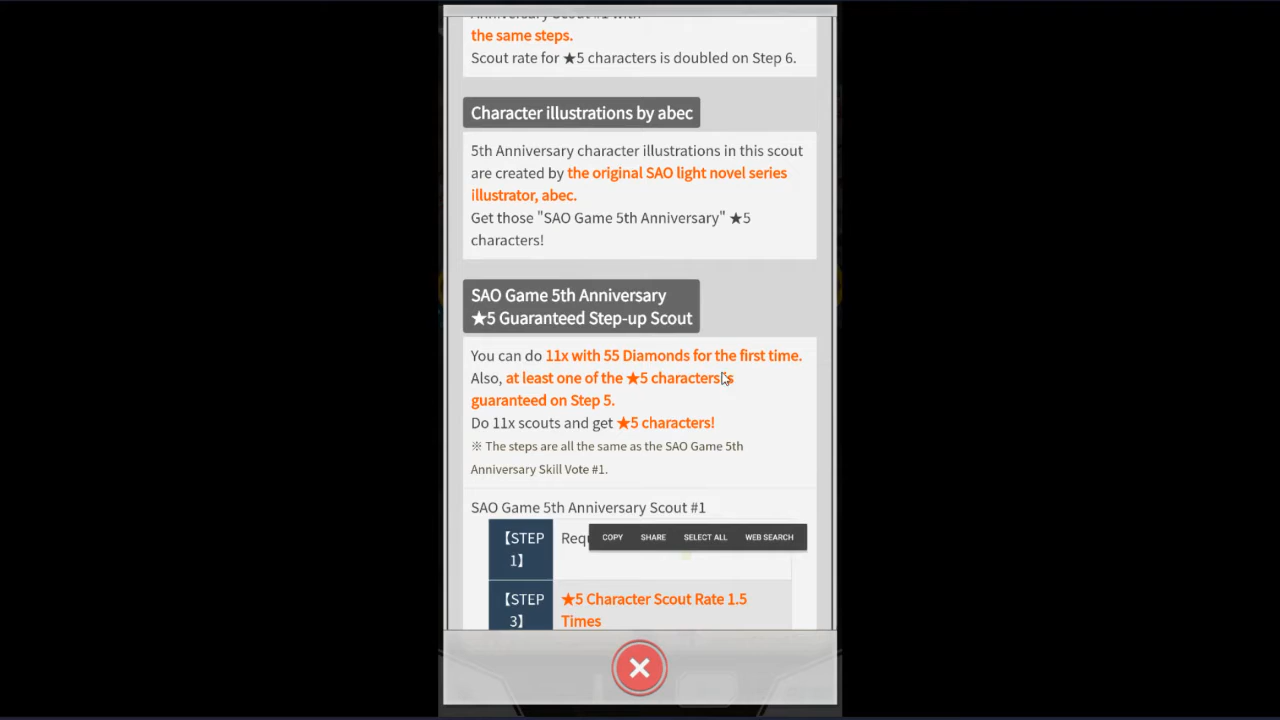 Anniversary Scout #1 with
the same steps.
Scout rate for ★5 characters is doubled on Step 6.
Character illustrations by abec
5th Anniversary character illustrations in this scout
are created by the original SAO light novel series
illustrator, abec.
Get those "SAO Game 5th Anniversary" ★5
characters!
SAO Game 5th Anniversary
★5 Guaranteed Step-up Scout
You can do 11x with 55 Diamonds for the first time.
Also, at least one of the ★5 characters is
guaranteed on Step 5.
Do 11x scouts and get ★5 characters!
※ The steps are all the same as the SAO Game 5th
Anniversary Skill Vote #1.
SAO Game 5th Anniversary Scout #1
【STEP
1】
COPY SHARE SELECT ALL WEB SEARCH
【STEP
3】
★5 Character Scout Rate 1.5
Times